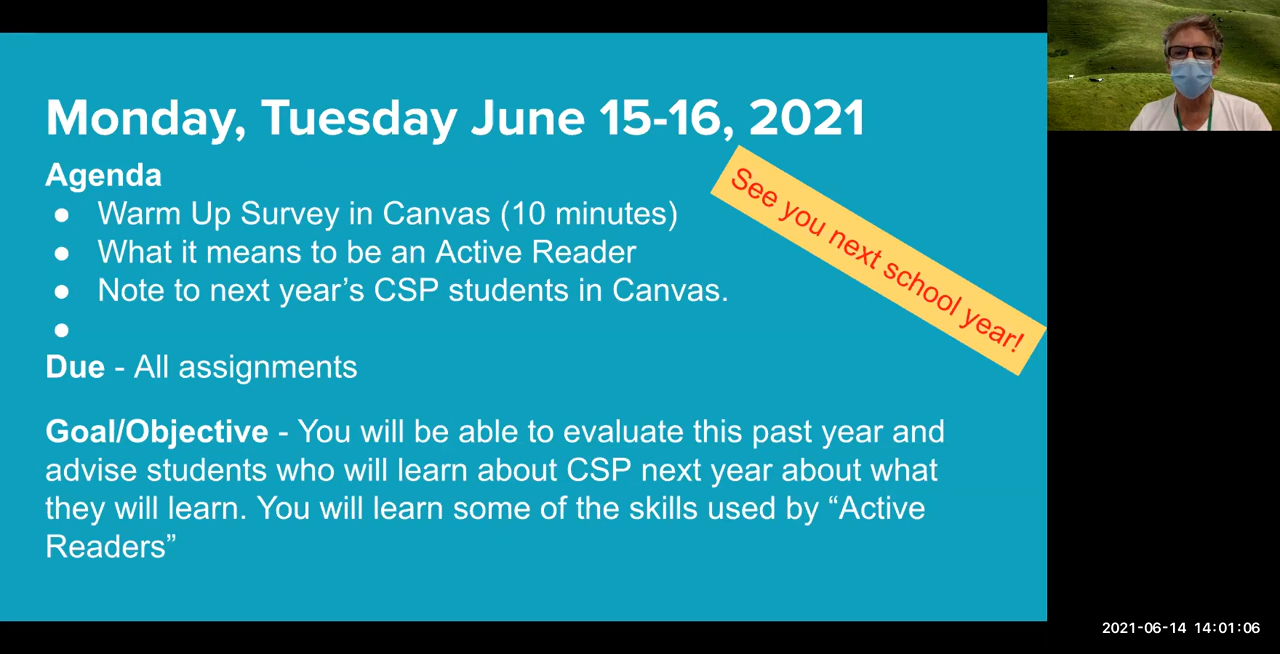 Monday, Tuesday June 15-16, 2021
Agenda
● Warm Up Survey in Canvas (10 minutes)
● What it means to be an Active Reader
● Note to next year’s CSP students in Canvas.
●
Due - All assignments
Goal/Objective - You will be able to evaluate this past year and
advise students who will learn about CSP next year about what
they will learn. You will learn some of the skills used by “Active
Readers”
See you next school year!
2021-06-14 14:01:06